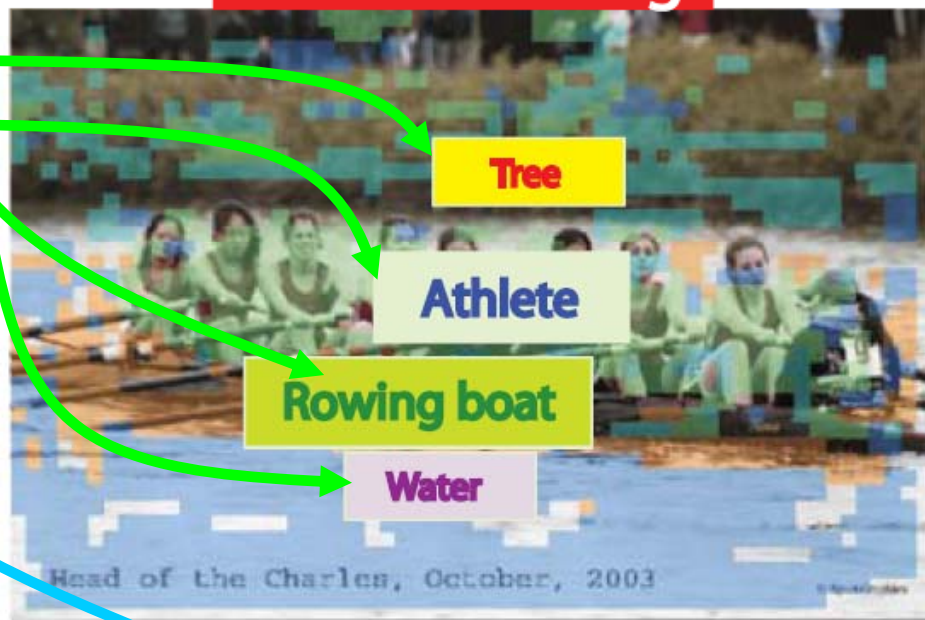 Tree
Athlete
Rowing boat
Water
Head of the Charles, October, 2003